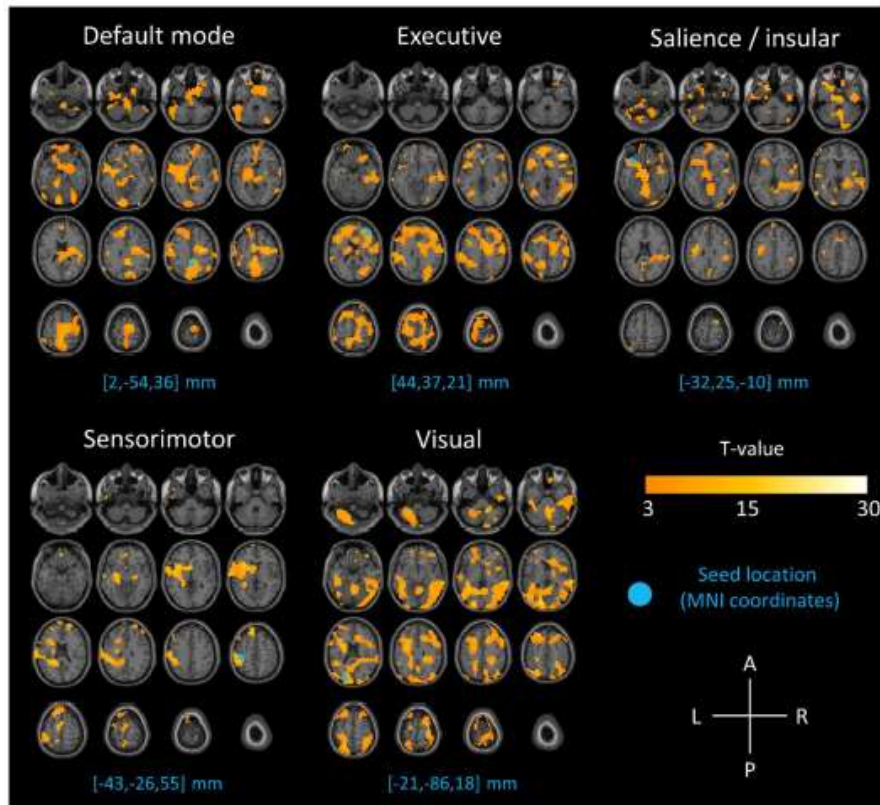 Default mode
Executive
Salience / insular
[2,-54,36] mm
[44,37,21] mm
[-32,25,-10] mm
Sensorimotor
Visual
T-value
3
15
30
Seed location
(MNI coordinates)
A
L
R
P
[-43,-26,55] mm
[-21,-86,18] mm